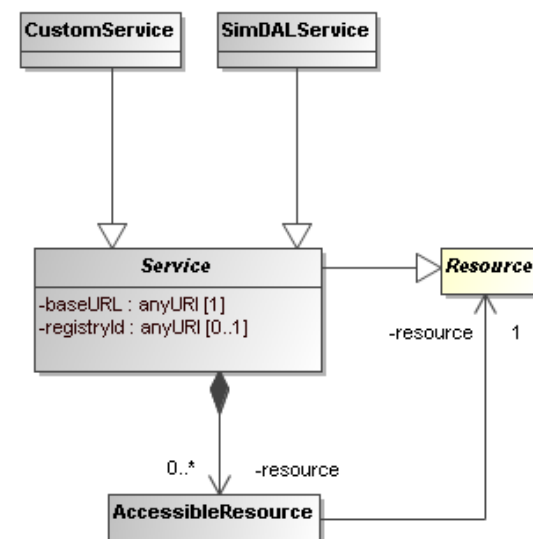 CustomService
SimDALService
Service
Resource
-baseURL : anyURI [1]
-registryId : anyURI [0..1]
-resource 1
0..* -resource
AccessibleResource